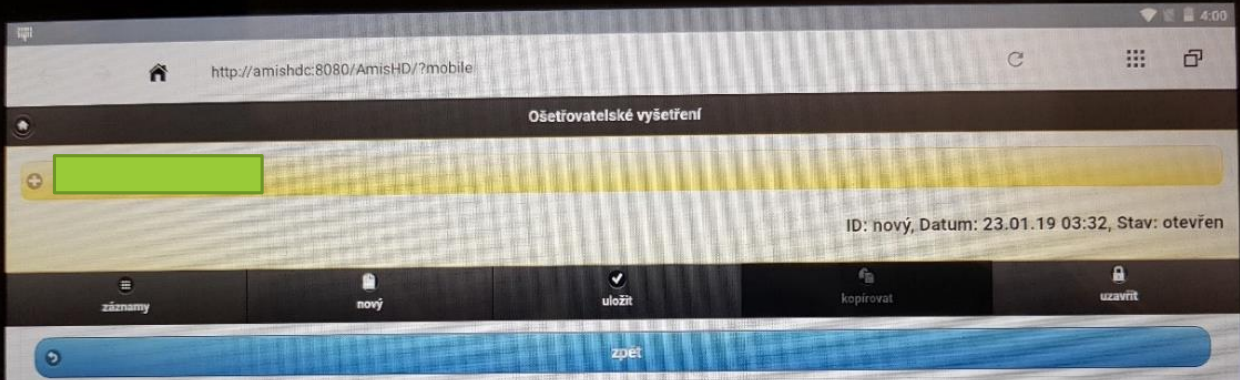 4:00
http://amishdc:8080/AmisHD/?mobile
Ošetřovatelské vyšetření
ID: nový, Datum: 23.01.19 03:32, Stav: otevřen
záznamy nový uložit kopírovat uzavřít
zpět